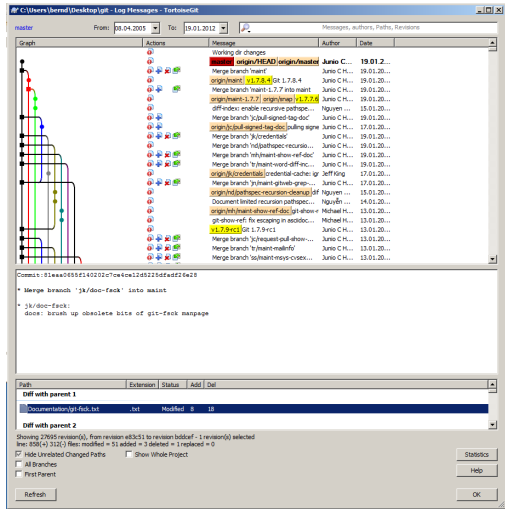 C:\Users\bernd\Desktop\git - Log Messages - TortoiseGit
master From: 08.04.2005 To: 19.01.2012 Messages, authors, Paths, Revisions
Graph Actions Message Author Date
Working dir changes
master origin/HEAD origin/master Junio C... 19.01.2...
Merge branch 'maint' Junio C H... 19.01.20...
origin/maint v1.7.8.4 Git 1.7.8.4 Junio C H... 19.01.20...
Merge branch 'maint-1.7.7' into maint Junio C H... 19.01.20...
origin/maint-1.7.7 origin/snap v1.7.7.6 Junio C H... 19.01.20...
diff-index: enable recursive pathspe... Nguyen ... 15.01.20...
Merge branch 'jc/pull-signed-tag-doc' Junio C H... 19.01.20...
origin/jc/pull-signed-tag-doc pulling signe Junio C H... 19.01.20...
Merge branch 'jk/credentials' Junio C H... 19.01.20...
Merge branch 'nd/pathspec-recursio... Junio C H... 19.01.20...
Merge branch 'mh/maint-show-ref-doc' Junio C H... 19.01.20...
Merge branch 'tr/maint-word-diff-inc... Junio C H... 19.01.20...
origin/jk/credentials credential-cache: igr Jeff King 17.01.20...
Merge branch 'jn/maint-gitweb-grep-... Junio C H... 17.01.20...
origin/nd/pathspec-recursion-cleanup dif Nguyễn ... 15.01.20...
Document limited recursion pathspec... Nguyễn ... 14.01.20...
origin/mh/maint-show-ref-doc git-show-r Michael H... 13.01.20...
git-show-ref: fix escaping in asciidoc... Michael H... 13.01.20...
v1.7.9-rc1 Git 1.7.9-rc1 Junio C H... 13.01.20...
Merge branch 'jc/request-pull-show-... Junio C H... 13.01.20...
Merge branch 'tr/maint-mailinfo' Junio C H... 13.01.20...
Merge branch 'ss/maint-msys-cvsex... Junio C H... 13.01.20...
Commit:81eaa0655f140202c7ce4ce12d5225dfadf26e28
* Merge branch 'jk/doc-fsck' into maint
* jk/doc-fsck:
docs: brush up obsolete bits of git-fsck manpage
Path Extension Status Add Del
Diff with parent 1
Documentation/git-fsck.txt .txt Modified 8 18
Diff with parent 2
Showing 27695 revision(s), from revision e83c51 to revision bddcef - 1 revision(s) selected
line: 858(+) 312(-) files: modified = 51 added = 3 deleted = 1 replaced = 0
Hide Unrelated Changed Paths Show Whole Project Statistics
All Branches
First Parent Help
Refresh OK